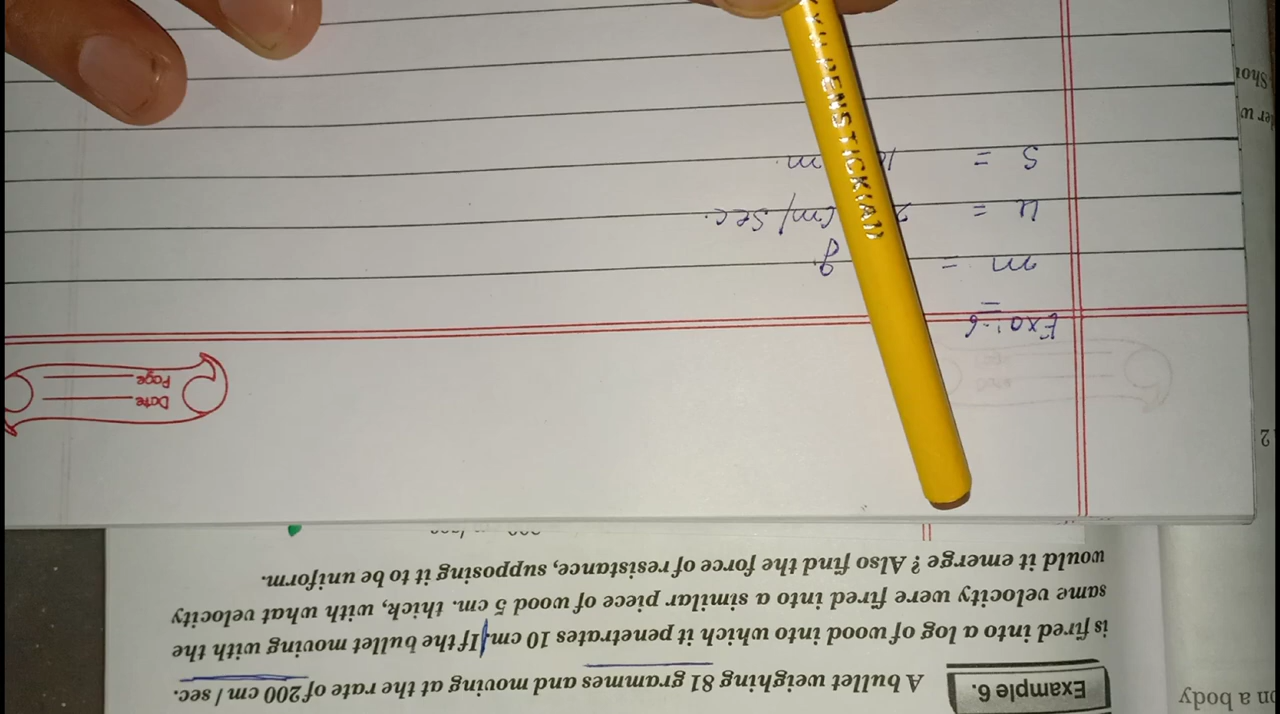 Example 6. A bullet weighing 81 grammes and moving at the rate of 200 cm / sec.
is fired into a log of wood into which it penetrates 10 cm. If the bullet moving with the
same velocity were fired into a similar piece of wood 5 cm. thick, with what velocity
would it emerge ? Also find the force of resistance, supposing it to be uniform.
Date
Page
Exa:-6
m = g.
u = 2 cm/sec.
s = 10 m.
on a body
2